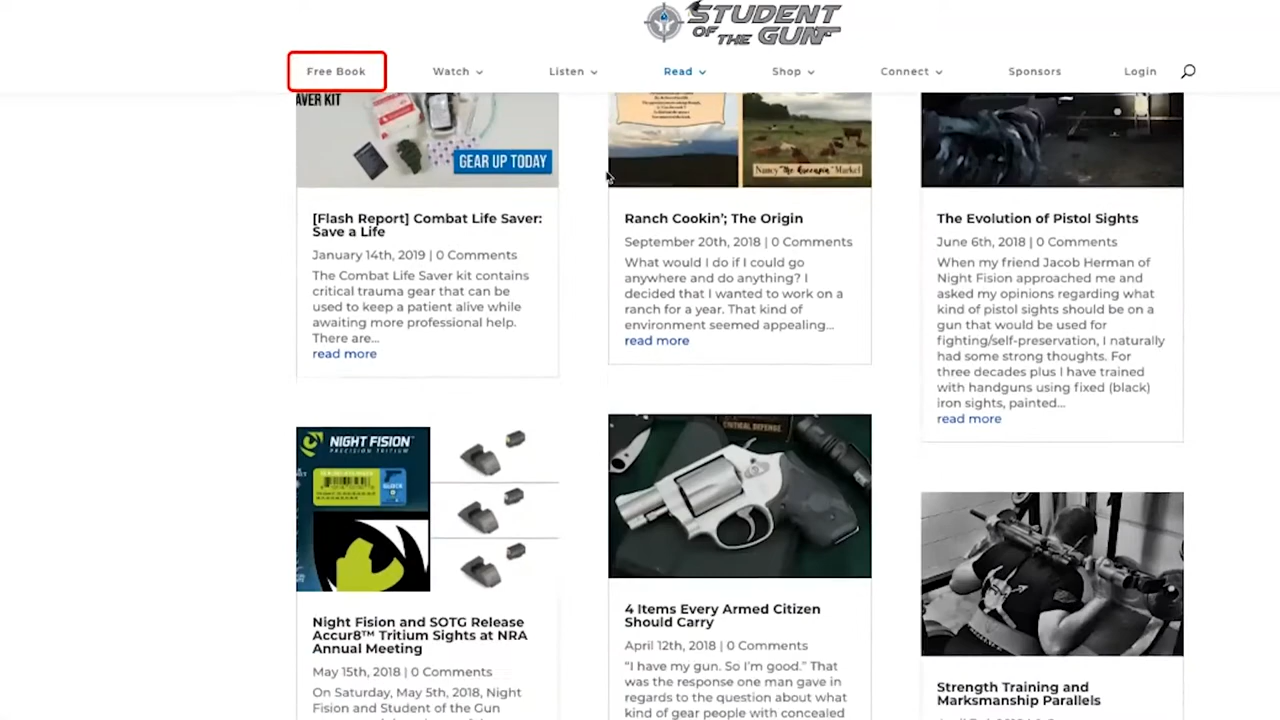 STUDENT
OF THE GUN
Free Book
Watch
Listen
Read
Shop
Connect
Sponsors
Login
AVER KIT
GEAR UP TODAY
[Flash Report] Combat Life Saver:
Save a Life
January 14th, 2019 | 0 Comments
The Combat Life Saver kit contains
critical trauma gear that can be
used to keep a patient alive while
awaiting more professional help.
There are...
read more
Nancy "the Queenpin" Markel
Ranch Cookin’; The Origin
September 20th, 2018 | 0 Comments
What would I do if I could go
anywhere and do anything? I
decided that I wanted to work on a
ranch for a year. That kind of
environment seemed appealing...
read more
The Evolution of Pistol Sights
June 6th, 2018 | 0 Comments
When my friend Jacob Herman of
Night Fision approached me and
asked my opinions regarding what
kind of pistol sights should be on a
gun that would be used for
fighting/self-preservation, I naturally
had some strong thoughts. For
three decades plus I have trained
with handguns using fixed (black)
iron sights, painted...
read more
NIGHT FISION
PRECISION TRITIUM
GLOCK
Night Fision and SOTG Release
Accur8™ Tritium Sights at NRA
Annual Meeting
May 15th, 2018 | 0 Comments
On Saturday, May 5th, 2018, Night
Fision and Student of the Gun
CRITICAL DEFENSE
4 Items Every Armed Citizen
Should Carry
April 12th, 2018 | 0 Comments
“I have my gun. So I’m good.” That
was the response one man gave in
regards to the question about what
kind of gear people with concealed
Strength Training and
Marksmanship Parallels